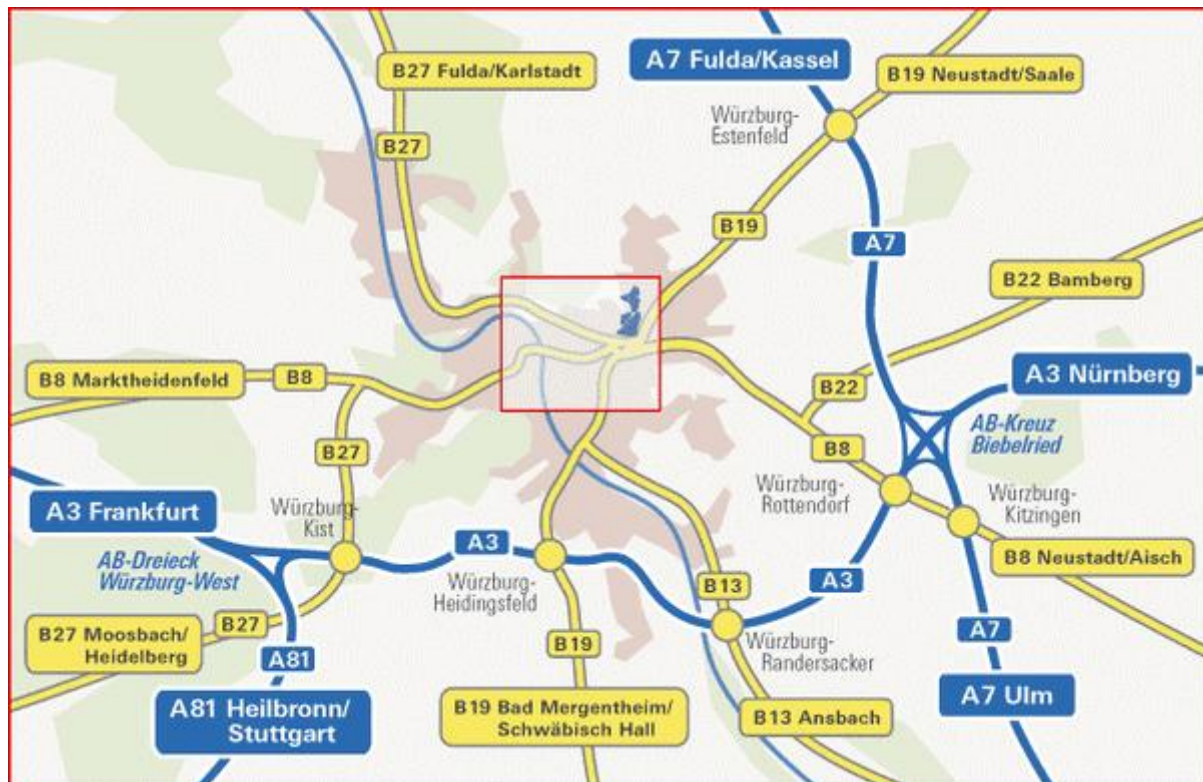 A7 Fulda/Kassel
B27 Fulda/Karlstadt
B19 Neustadt/Saale
Würzburg-
Estenfeld
B27
B19
A7
B22 Bamberg
B8 Marktheidenfeld
B8
A3 Nürnberg
B22
AB-Kreuz
Biebelried
B27
B8
Würzburg-
Rottendorf
Würzburg-
Kitzingen
A3 Frankfurt
Würzburg-
Kist
A3
B8 Neustadt/Aisch
AB-Dreieck
Würzburg-West
Würzburg-
Heidingsfeld
B13
A3
B27 Moosbach/
Heidelberg
B27
A81
B19
Würzburg-
Randersacker
A7
A81 Heilbronn/
Stuttgart
B19 Bad Mergentheim/
Schwäbisch Hall
B13 Ansbach
A7 Ulm